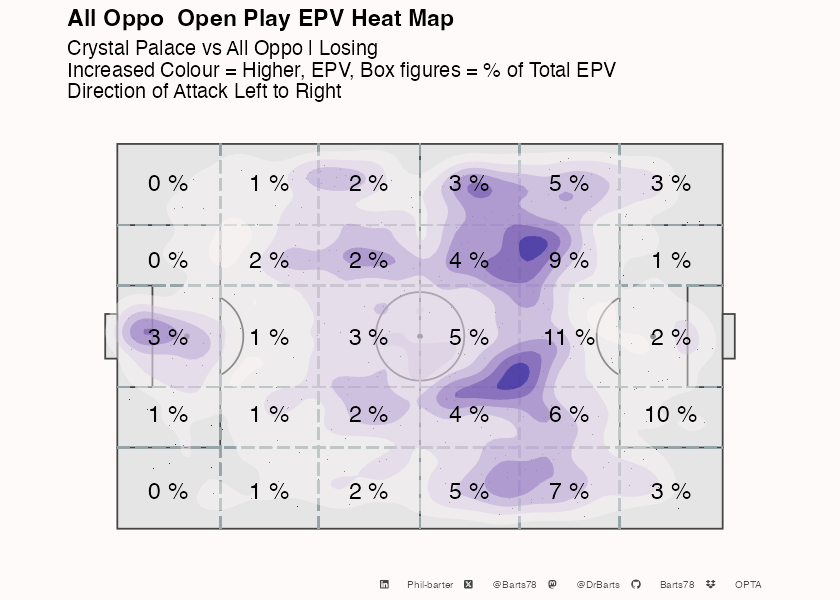 All Oppo  Open Play EPV Heat Map
Crystal Palace vs All Oppo | Losing
Increased Colour = Higher, EPV, Box figures = % of Total EPV
Direction of Attack Left to Right
0 % 1 % 2 % 3 % 5 % 3 %
0 % 2 % 2 % 4 % 9 % 1 %
3 % 1 % 3 % 5 % 11 % 2 %
1 % 1 % 2 % 4 % 6 % 10 %
0 % 1 % 2 % 5 % 7 % 3 %
Phil-barter @Barts78 @DrBarts Barts78 OPTA